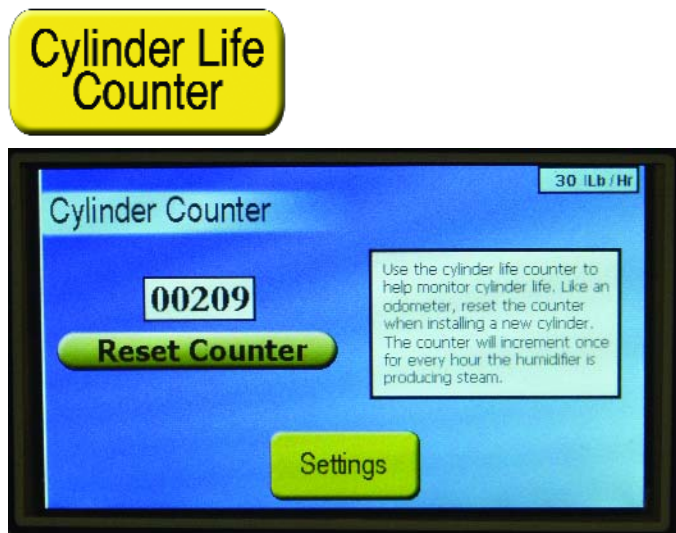 Cylinder Life
Counter
30 Lb/Hr
Cylinder Counter
00209
Reset Counter
Use the cylinder life counter to
help monitor cylinder life. Like an
odometer, reset the counter
when installing a new cylinder.
The counter will increment once
for every hour the humidifier is
producing steam.
Settings